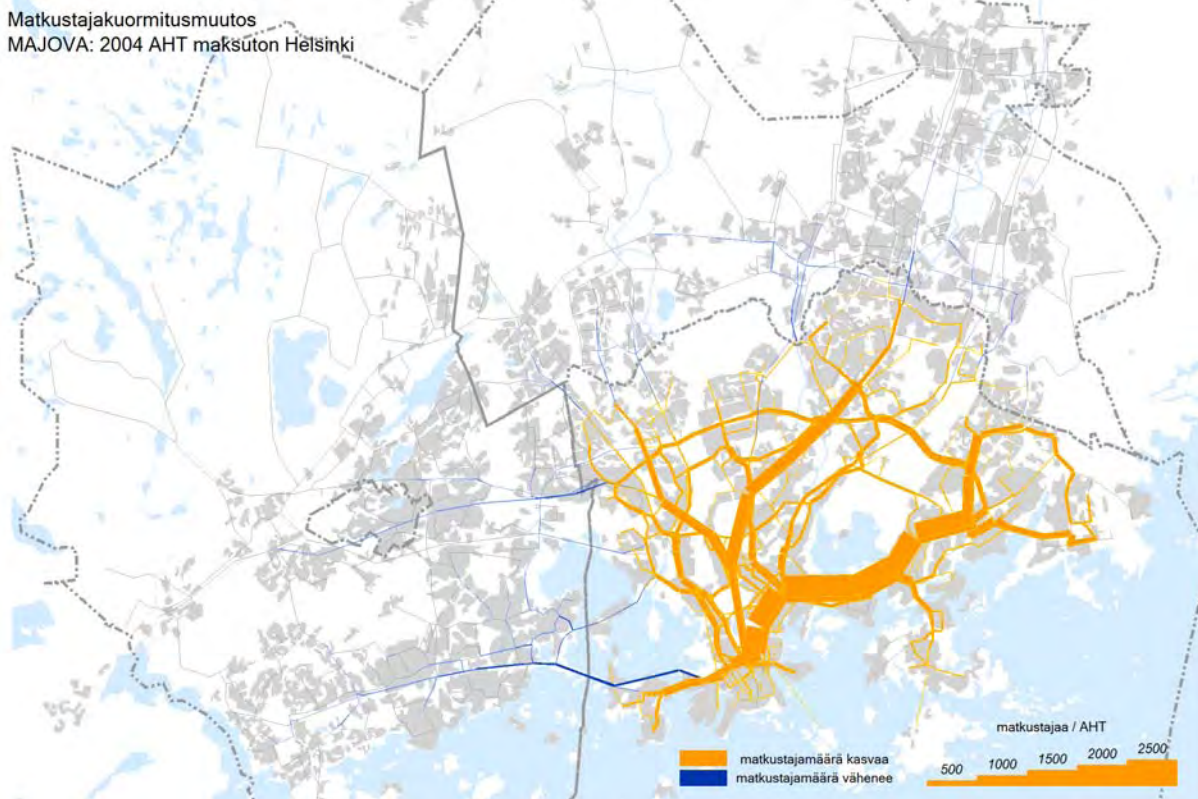 Matkustajakuormitusmuutos
MAJOVA: 2004 AHT maksuton Helsinki
matkustajaa / AHT
500 1000 1500 2000 2500
matkustajamäärä kasvaa
matkustajamäärä vähenee